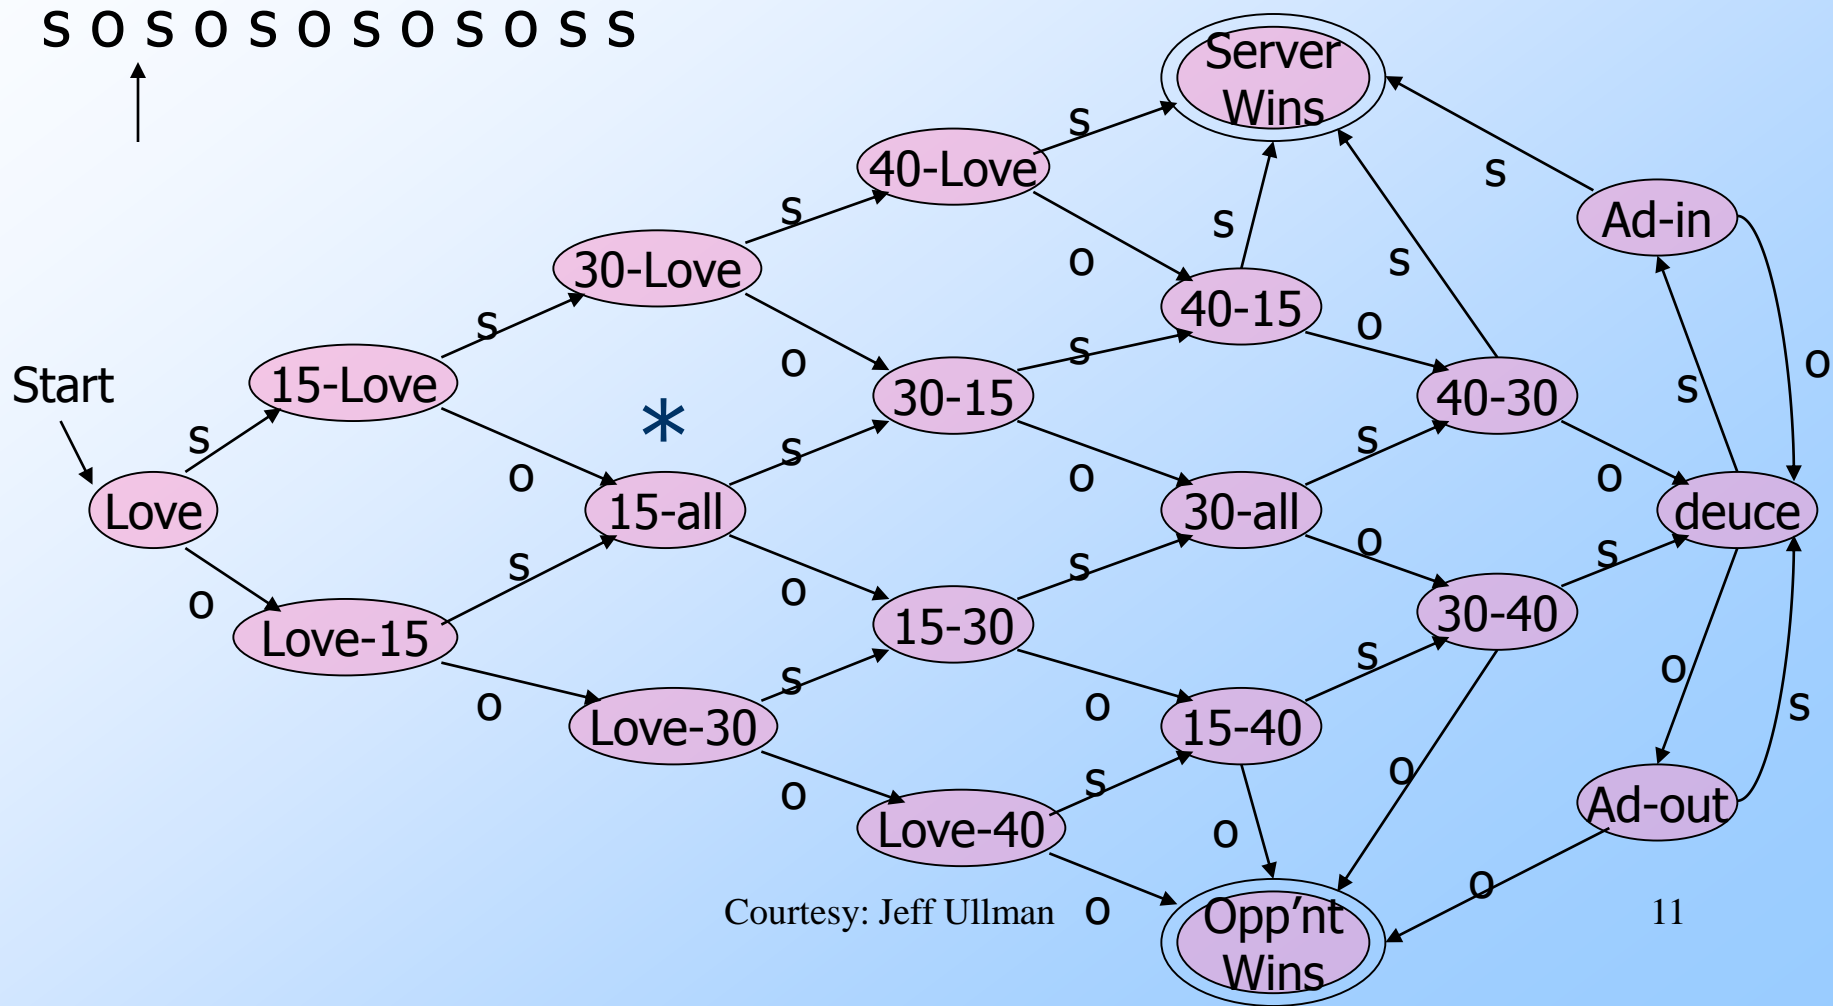 s o s o s o s o s o s s
Server
Wins
s
40-Love
s
s
Ad-in
s
30-Love
s
o
s
40-15
o
s
15-Love
s
o
s
30-15
40-30
s
o
Start
*
s
o
s
o
s
o
Love
15-all
30-all
deuce
o
s
o
s
o
s
Love-15
15-30
30-40
o
s
o
s
o
s
Love-30
15-40
o
s
o
o
Love-40
Ad-out
o
Courtesy: Jeff Ullman
o
o
Opp'nt
Wins
11